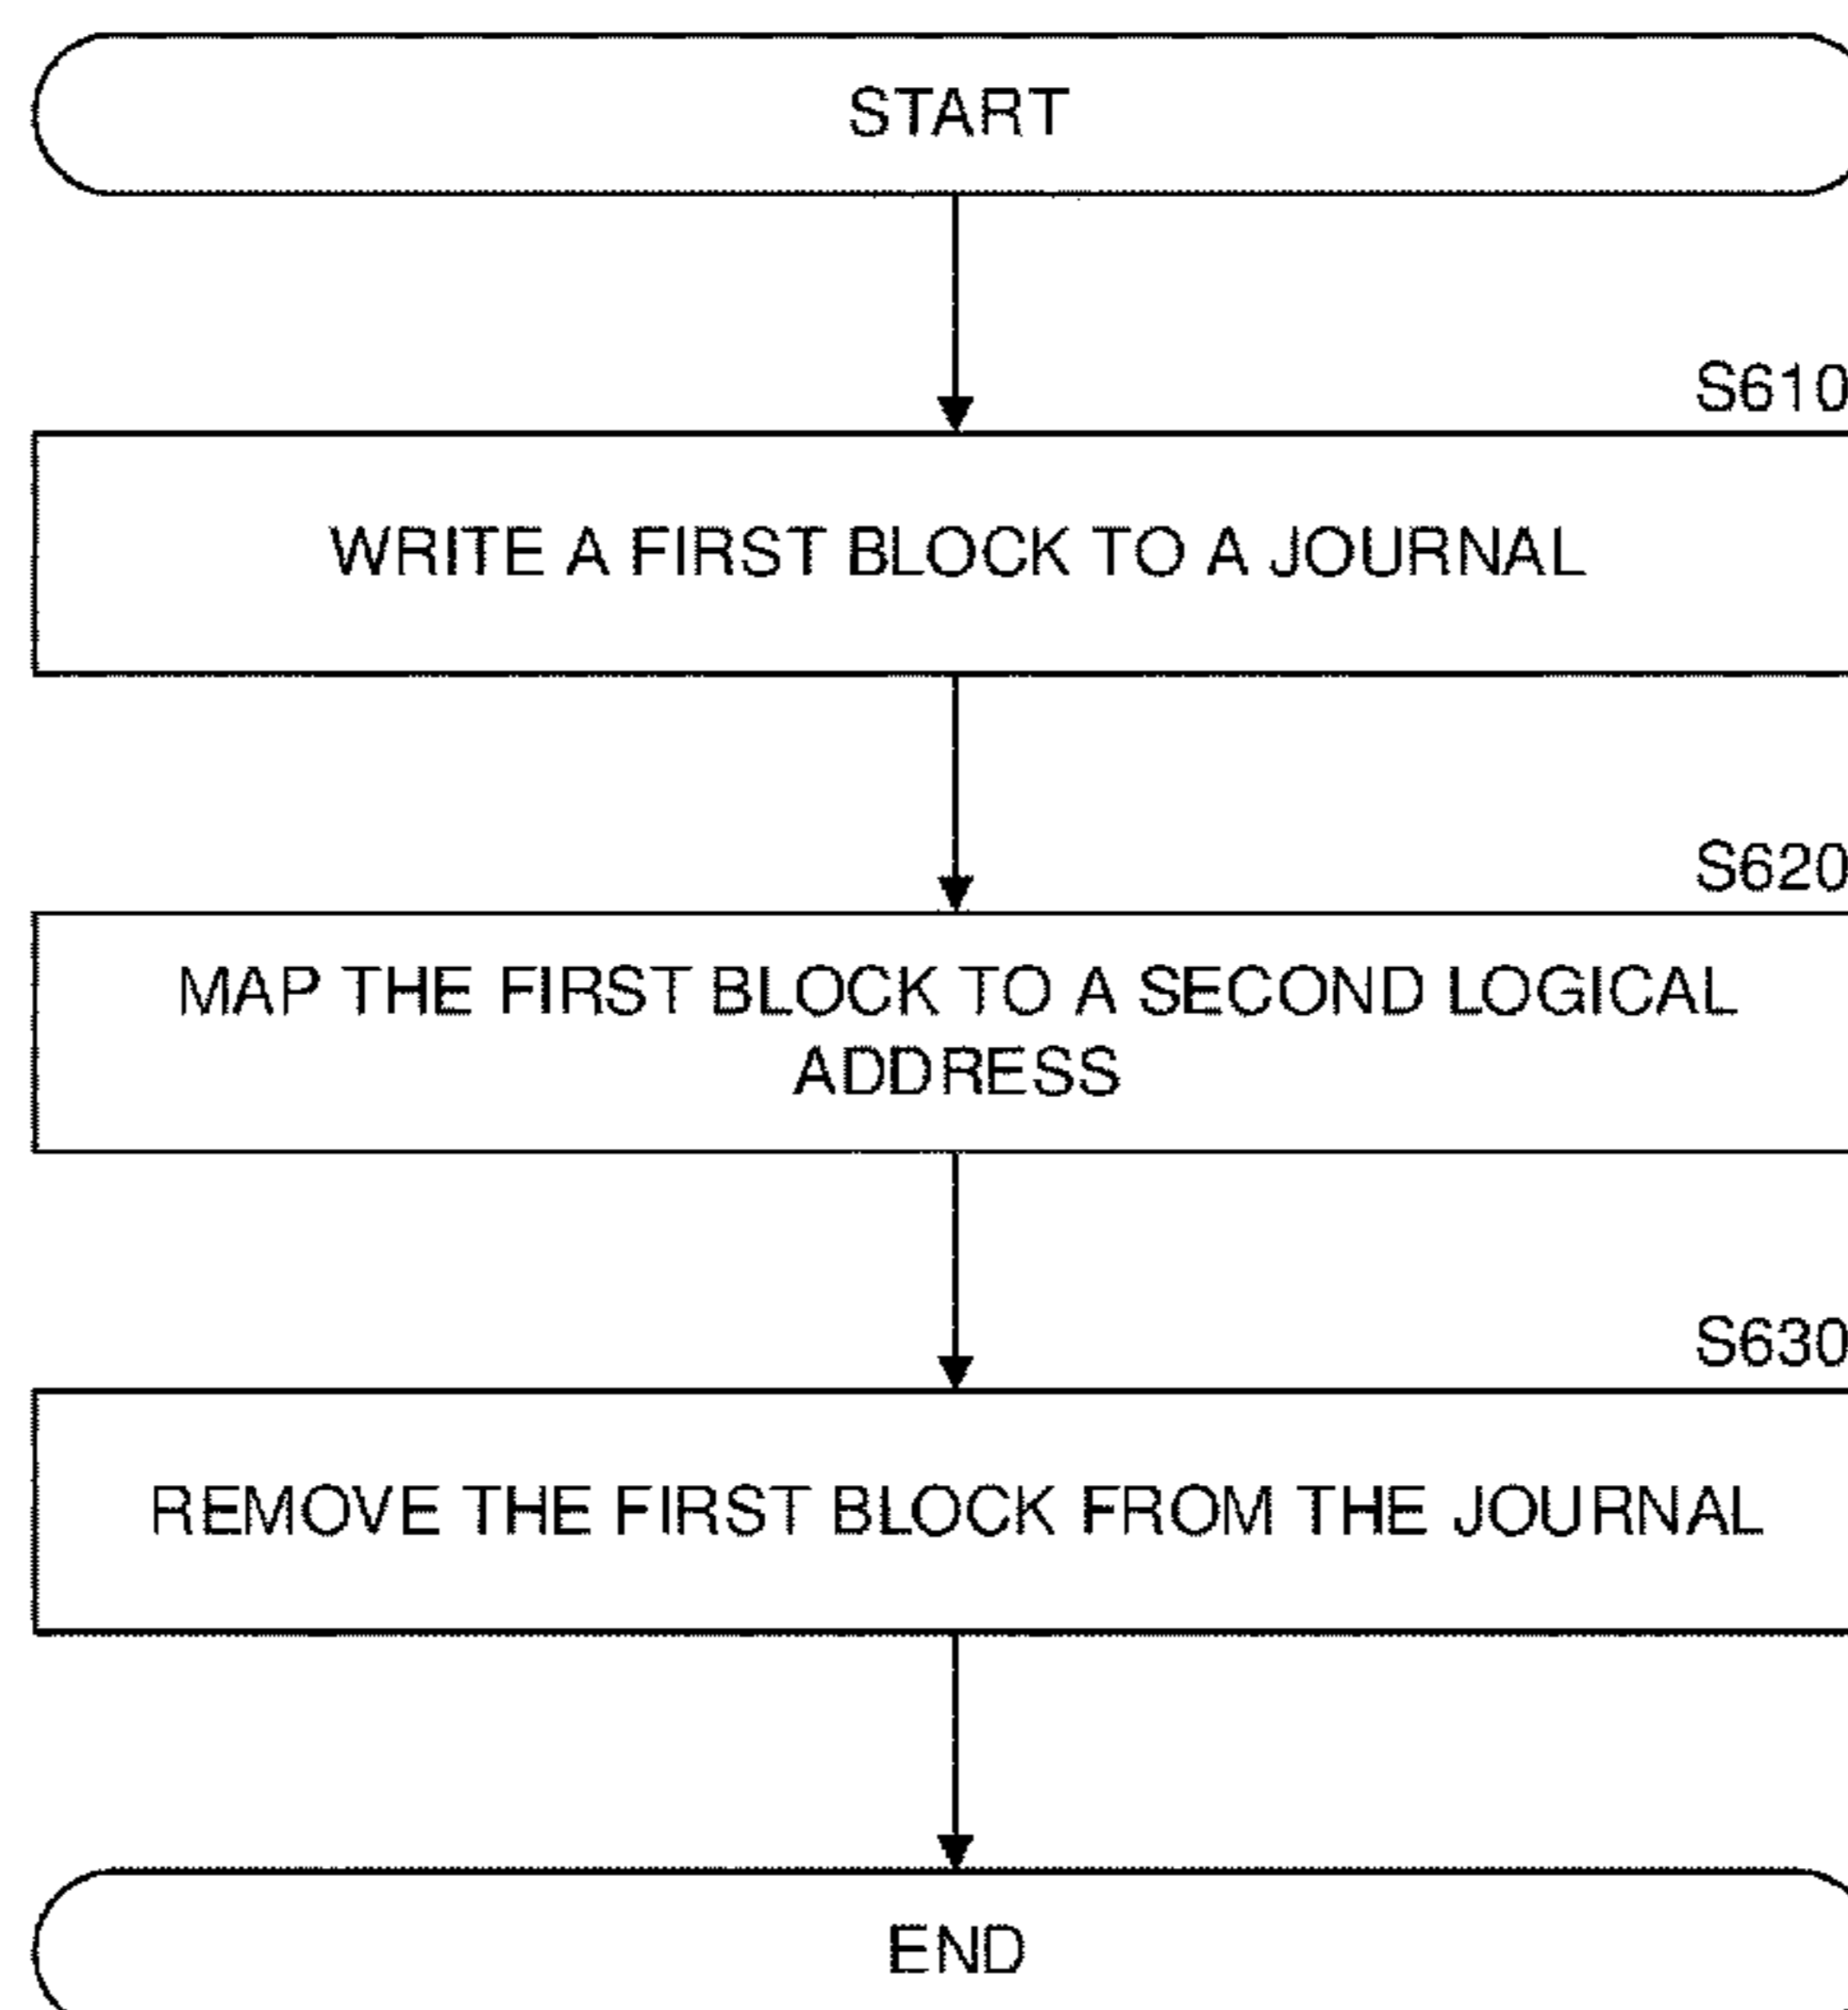 START
S610
WRITE A FIRST BLOCK TO A JOURNAL
S620
MAP THE FIRST BLOCK TO A SECOND LOGICAL
ADDRESS
S630
REMOVE THE FIRST BLOCK FROM THE JOURNAL
END